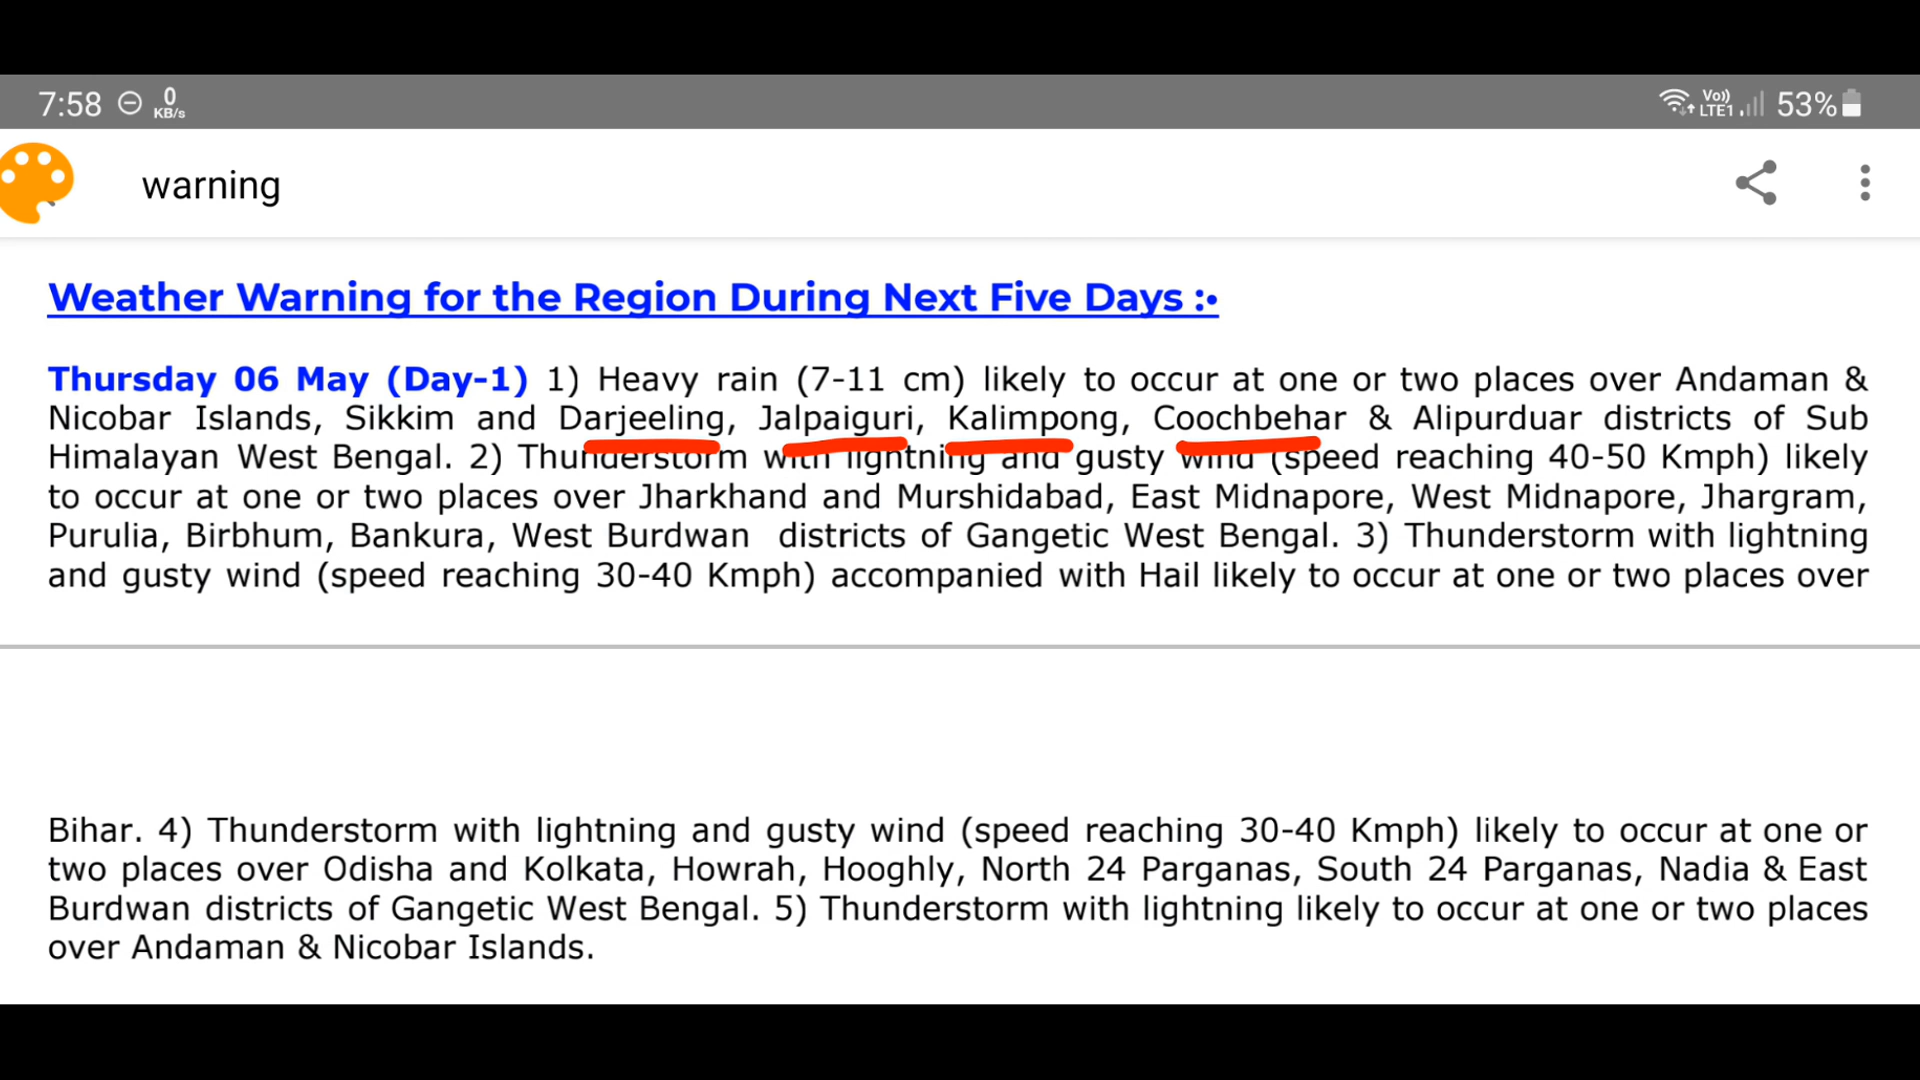 7:58 0 KB/s Vo)) LTE1 53%
warning
Weather Warning for the Region During Next Five Days :•
Thursday 06 May (Day-1) 1) Heavy rain (7-11 cm) likely to occur at one or two places over Andaman &
Nicobar Islands, Sikkim and Darjeeling, Jalpaiguri, Kalimpong, Coochbehar & Alipurduar districts of Sub
Himalayan West Bengal. 2) Thunderstorm with lightning and gusty wind (speed reaching 40-50 Kmph) likely
to occur at one or two places over Jharkhand and Murshidabad, East Midnapore, West Midnapore, Jhargram,
Purulia, Birbhum, Bankura, West Burdwan districts of Gangetic West Bengal. 3) Thunderstorm with lightning
and gusty wind (speed reaching 30-40 Kmph) accompanied with Hail likely to occur at one or two places over
Bihar. 4) Thunderstorm with lightning and gusty wind (speed reaching 30-40 Kmph) likely to occur at one or
two places over Odisha and Kolkata, Howrah, Hooghly, North 24 Parganas, South 24 Parganas, Nadia & East
Burdwan districts of Gangetic West Bengal. 5) Thunderstorm with lightning likely to occur at one or two places
over Andaman & Nicobar Islands.